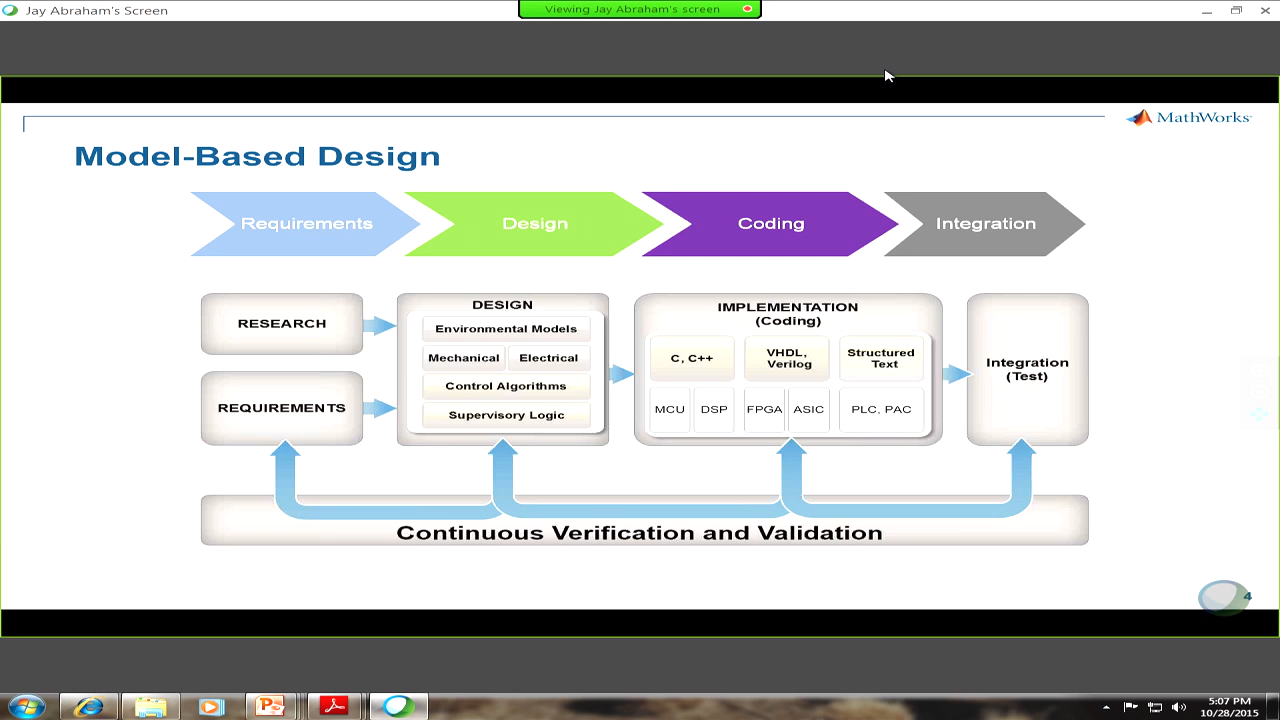 Jay Abraham's Screen
Viewing Jay Abraham's screen
MathWorks
Model-Based Design
Requirements
Design
Coding
Integration
RESEARCH
REQUIREMENTS
DESIGN
Environmental Models
Mechanical
Electrical
Control Algorithms
Supervisory Logic
IMPLEMENTATION
(Coding)
C, C++
VHDL,
Verilog
Structured
Text
MCU
DSP
FPGA
ASIC
PLC, PAC
Integration
(Test)
Continuous Verification and Validation
4
5:07 PM
10/28/2015